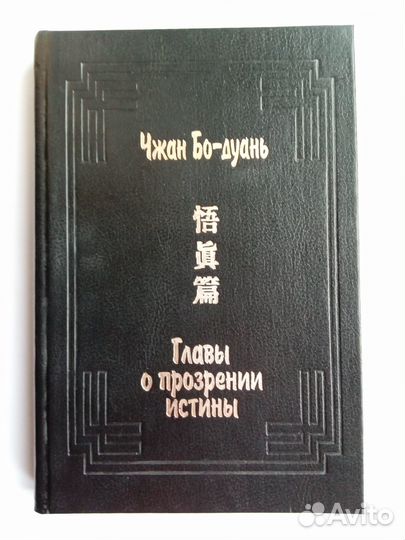 Чжан Бо-дуань
悟
眞
篇
Главы
о прозрении
истины
Avito